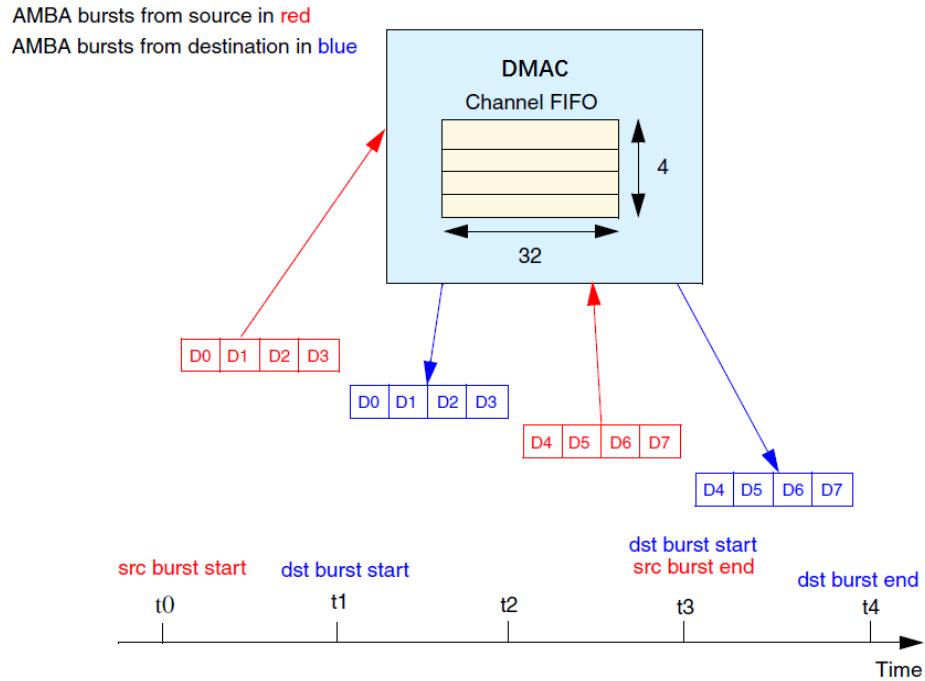 AMBA bursts from source in red
AMBA bursts from destination in blue
DMAC
Channel FIFO
4
32
D0 D1 D2 D3
D0 D1 D2 D3
D4 D5 D6 D7
D4 D5 D6 D7
dst burst start
src burst start dst burst start src burst end dst burst end
t0 t1 t2 t3 t4
Time